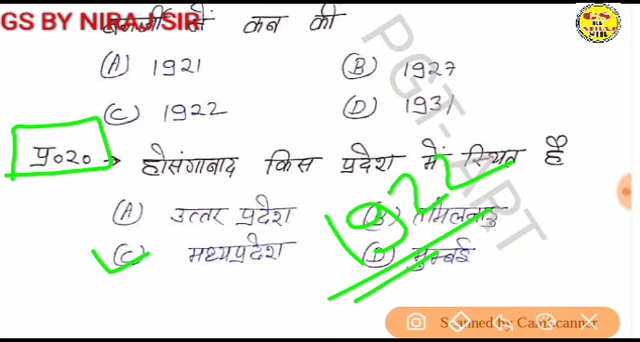 GS BY NIRAJ SIR
में कब की
(A) 1921 (B) 1927
(C) 1922 (D) 1931
प्र०20 → होसंगाबाद किस प्रदेश में स्थित है
1922
(A) उत्तर प्रदेश (B) तमिलनाडु
(C) मध्यप्रदेश (D) मुम्बई
PGT-ART
Scanned by CamScanner